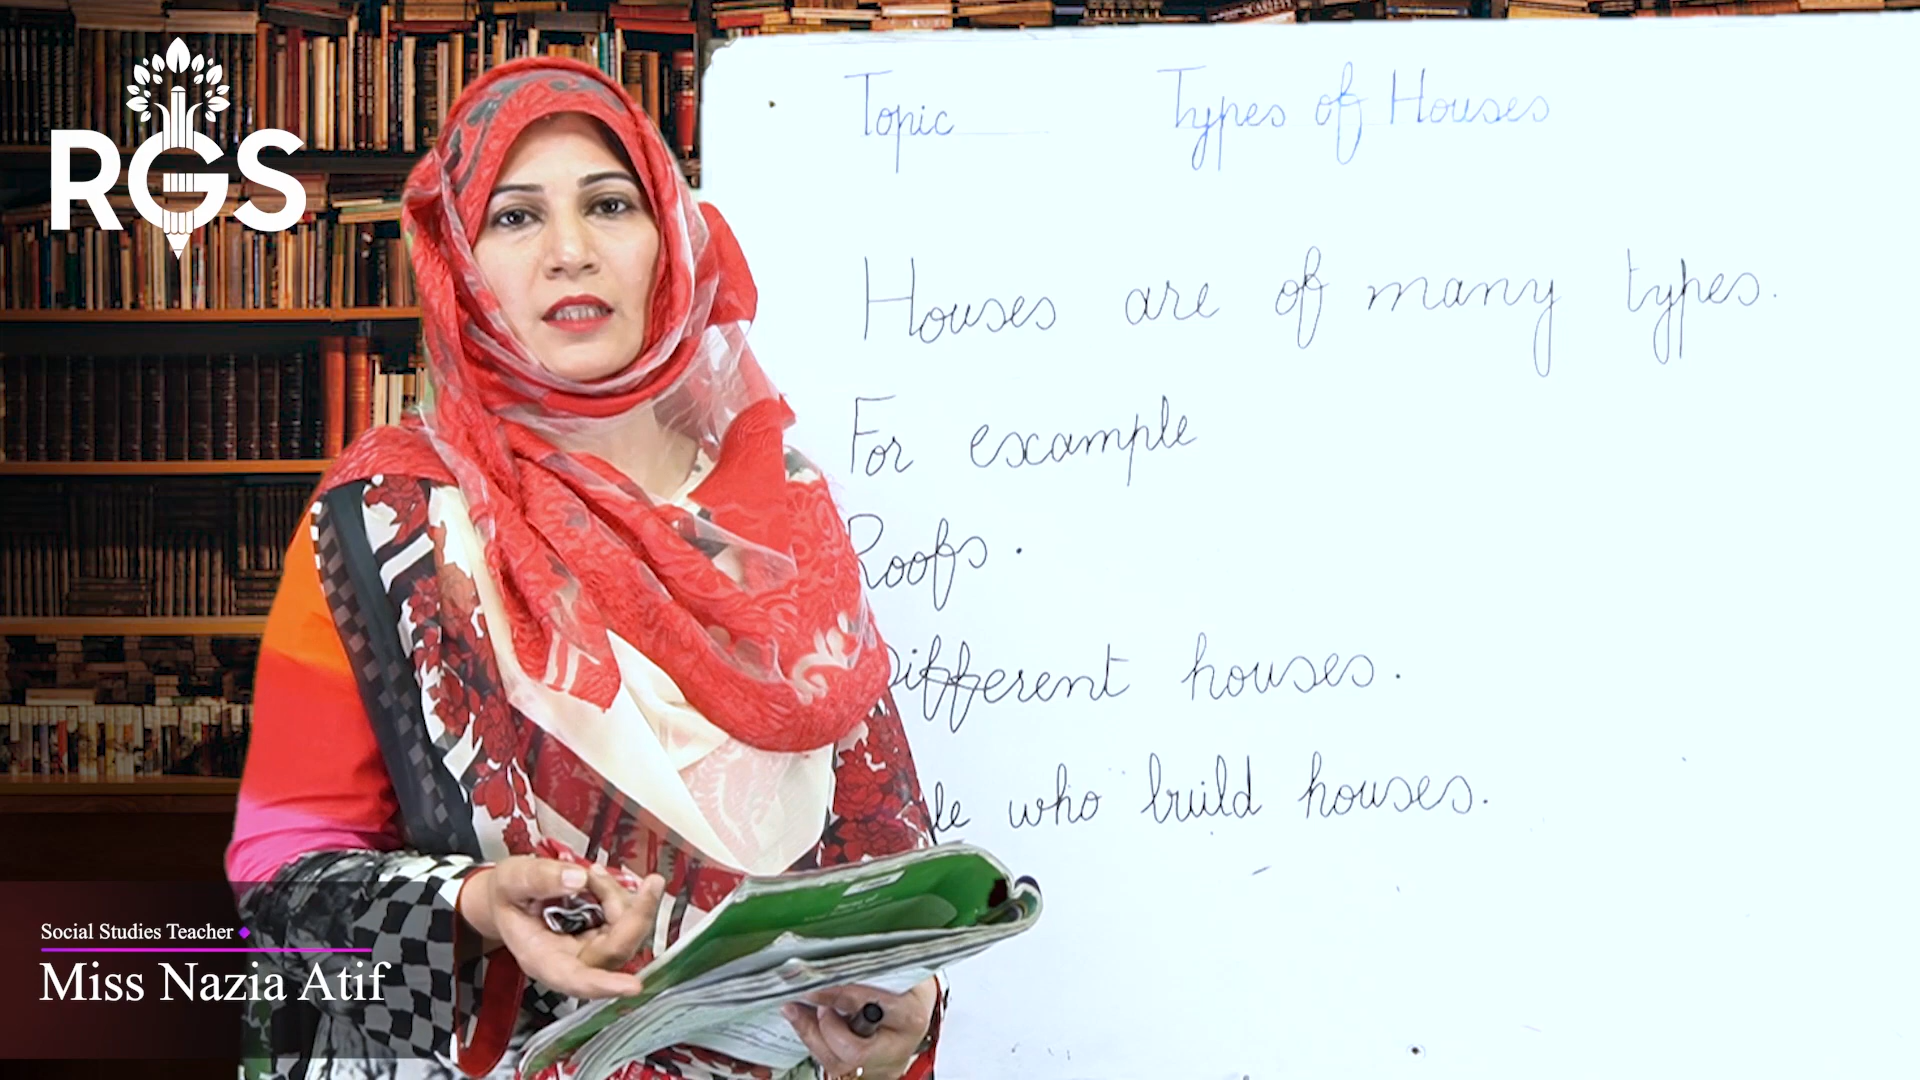 RGS
Topic Types of Houses
Houses are of many types.
For example
Roofs.
Different houses.
who build houses.
Social Studies Teacher
Miss Nazia Atif